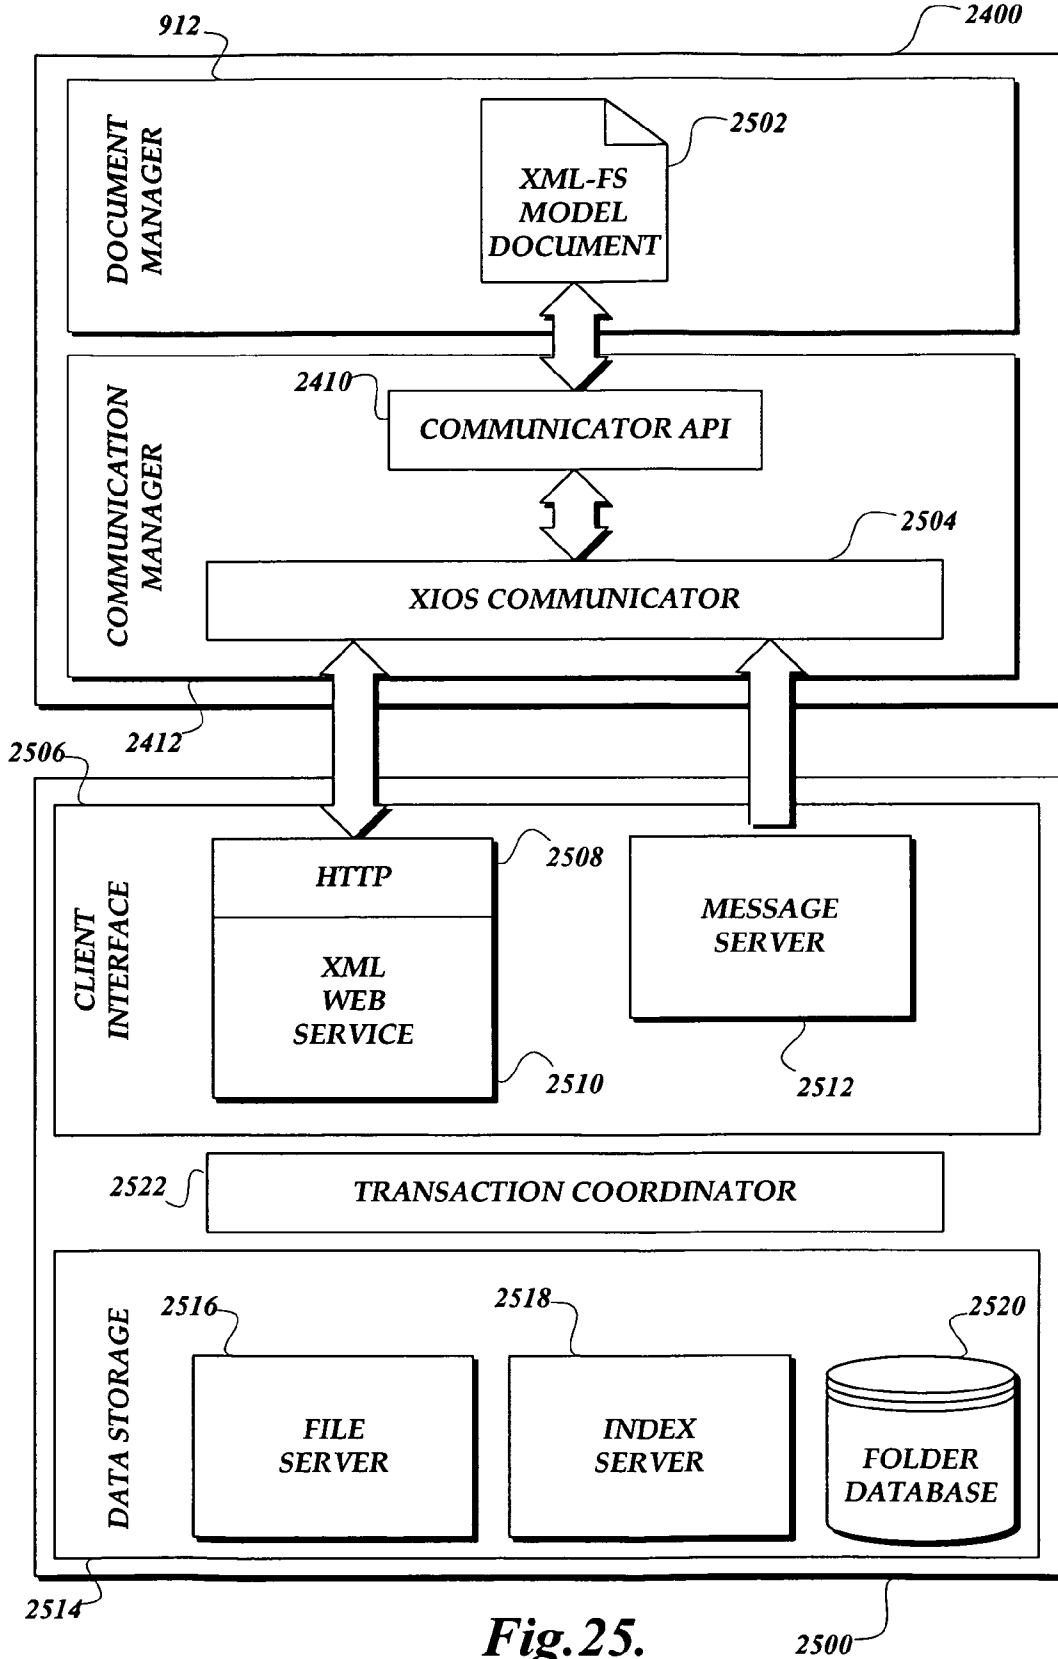 912
2400
DOCUMENT
MANAGER
2502
XML-FS
MODEL
DOCUMENT
COMMUNICATION
MANAGER
2410
COMMUNICATOR API
2504
XIOS COMMUNICATOR
2412
2506
CLIENT
INTERFACE
HTTP
2508
XML
WEB
SERVICE
2510
MESSAGE
SERVER
2512
2522
TRANSACTION COORDINATOR
DATA STORAGE
2516
FILE
SERVER
2518
INDEX
SERVER
2520
FOLDER
DATABASE
2514
Fig.25.
2500